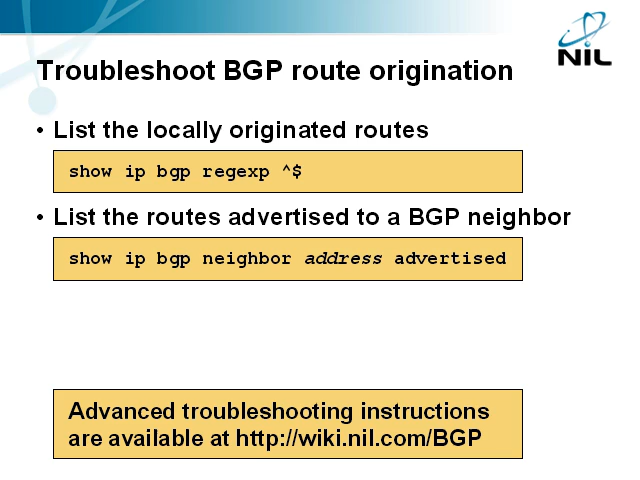 NIL
Troubleshoot BGP route origination
• List the locally originated routes
show ip bgp regexp ^$
• List the routes advertised to a BGP neighbor
show ip bgp neighbor address advertised
Advanced troubleshooting instructions
are available at http://wiki.nil.com/BGP